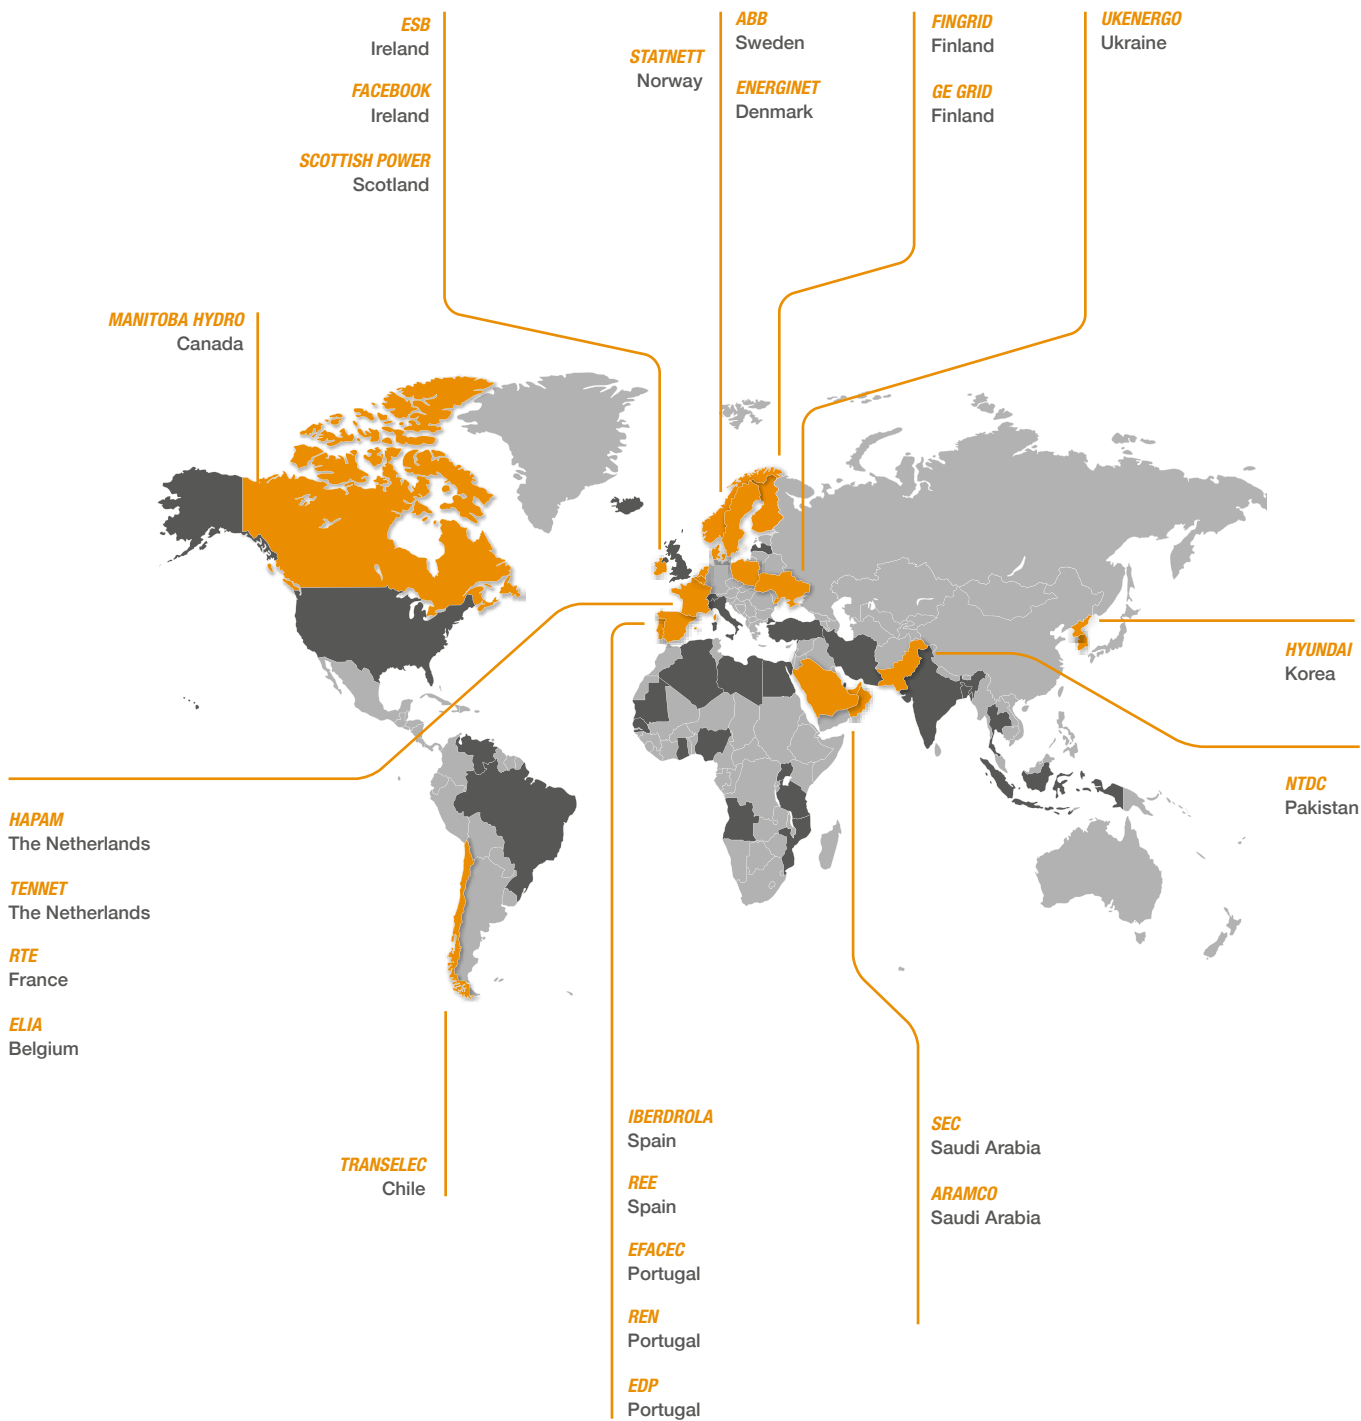 ESB
Ireland
FACEBOOK
Ireland
SCOTTISH POWER
Scotland
STATNETT
Norway
ABB
Sweden
ENERGINET
Denmark
FINGRID
Finland
GE GRID
Finland
UKENERGO
Ukraine
MANITOBA HYDRO
Canada
HYUNDAI
Korea
NTDC
Pakistan
HAPAM
The Netherlands
TENNET
The Netherlands
RTE
France
ELIA
Belgium
TRANSELEC
Chile
IBERDROLA
Spain
REE
Spain
EFACEC
Portugal
REN
Portugal
EDP
Portugal
SEC
Saudi Arabia
ARAMCO
Saudi Arabia